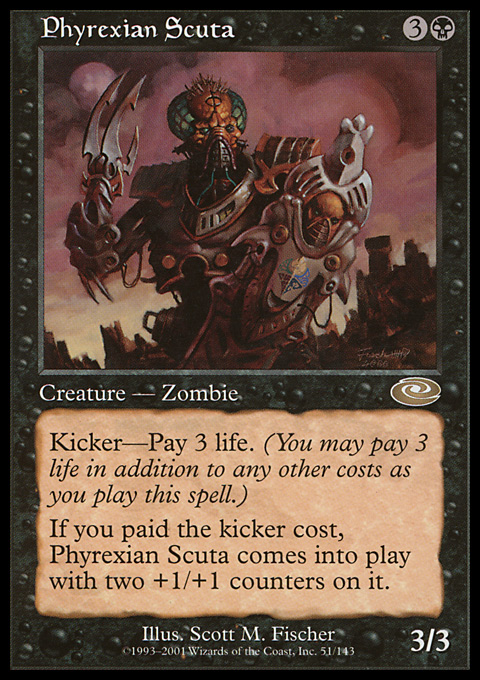 Phyrexian Scuta 3
Creature — Zombie
Kicker—Pay 3 life. (You may pay 3
life in addition to any other costs as
you play this spell.)
If you paid the kicker cost,
Phyrexian Scuta comes into play
with two +1/+1 counters on it.
Illus. Scott M. Fischer
3/3
©1993–2001 Wizards of the Coast, Inc. 51/143